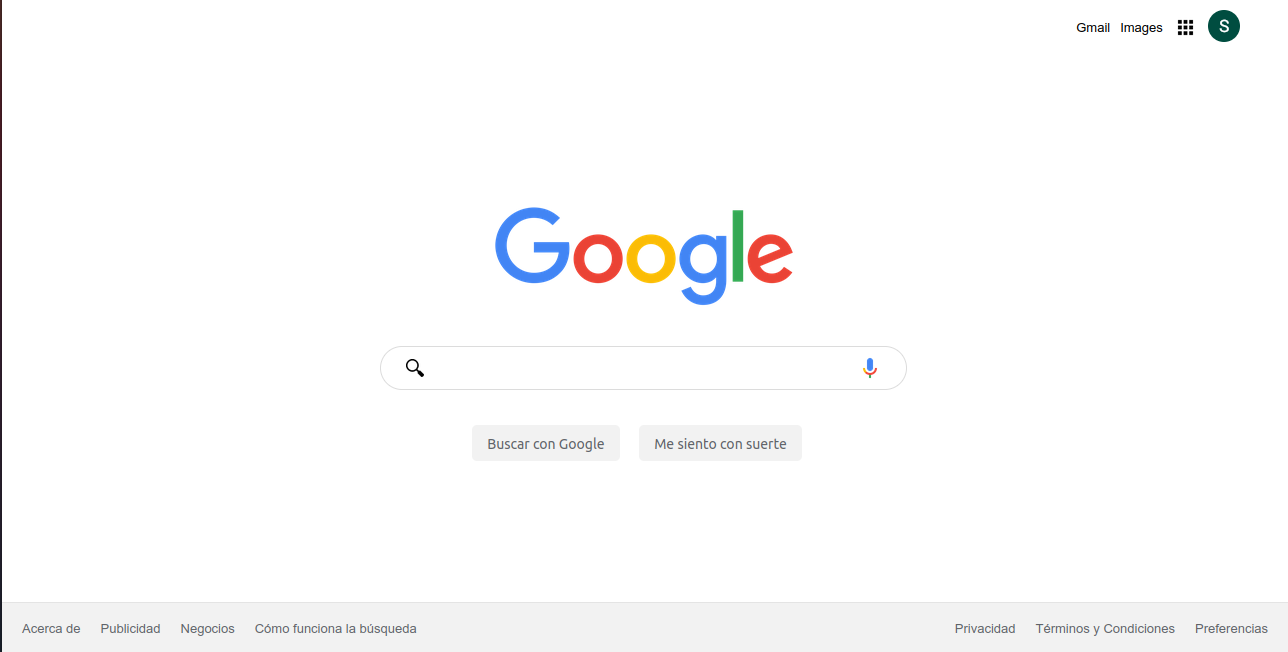 Gmail Images S
Google
Buscar con Google Me siento con suerte
Acerca de Publicidad Negocios Cómo funciona la búsqueda Privacidad Términos y Condiciones Preferencias